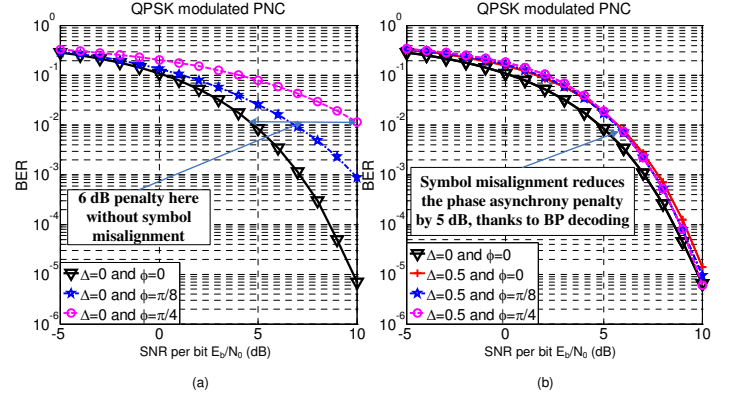 QPSK modulated PNC
10^0
10^-1
10^-2
10^-3
10^-4
10^-5
10^-6
BER
-5
0
5
10
SNR per bit E_b/N_0 (dB)
6 dB penalty here
without symbol
misalignment
Δ=0 and ϕ=0
Δ=0 and ϕ=π/8
Δ=0 and ϕ=π/4
(a)
QPSK modulated PNC
10^0
10^-1
10^-2
10^-3
10^-4
10^-5
10^-6
BER
-5
0
5
10
SNR per bit E_b/N_0 (dB)
Symbol misalignment reduces
the phase asynchrony penalty
by 5 dB, thanks to BP decoding
Δ=0 and ϕ=0
Δ=0.5 and ϕ=0
Δ=0.5 and ϕ=π/8
Δ=0.5 and ϕ=π/4
(b)